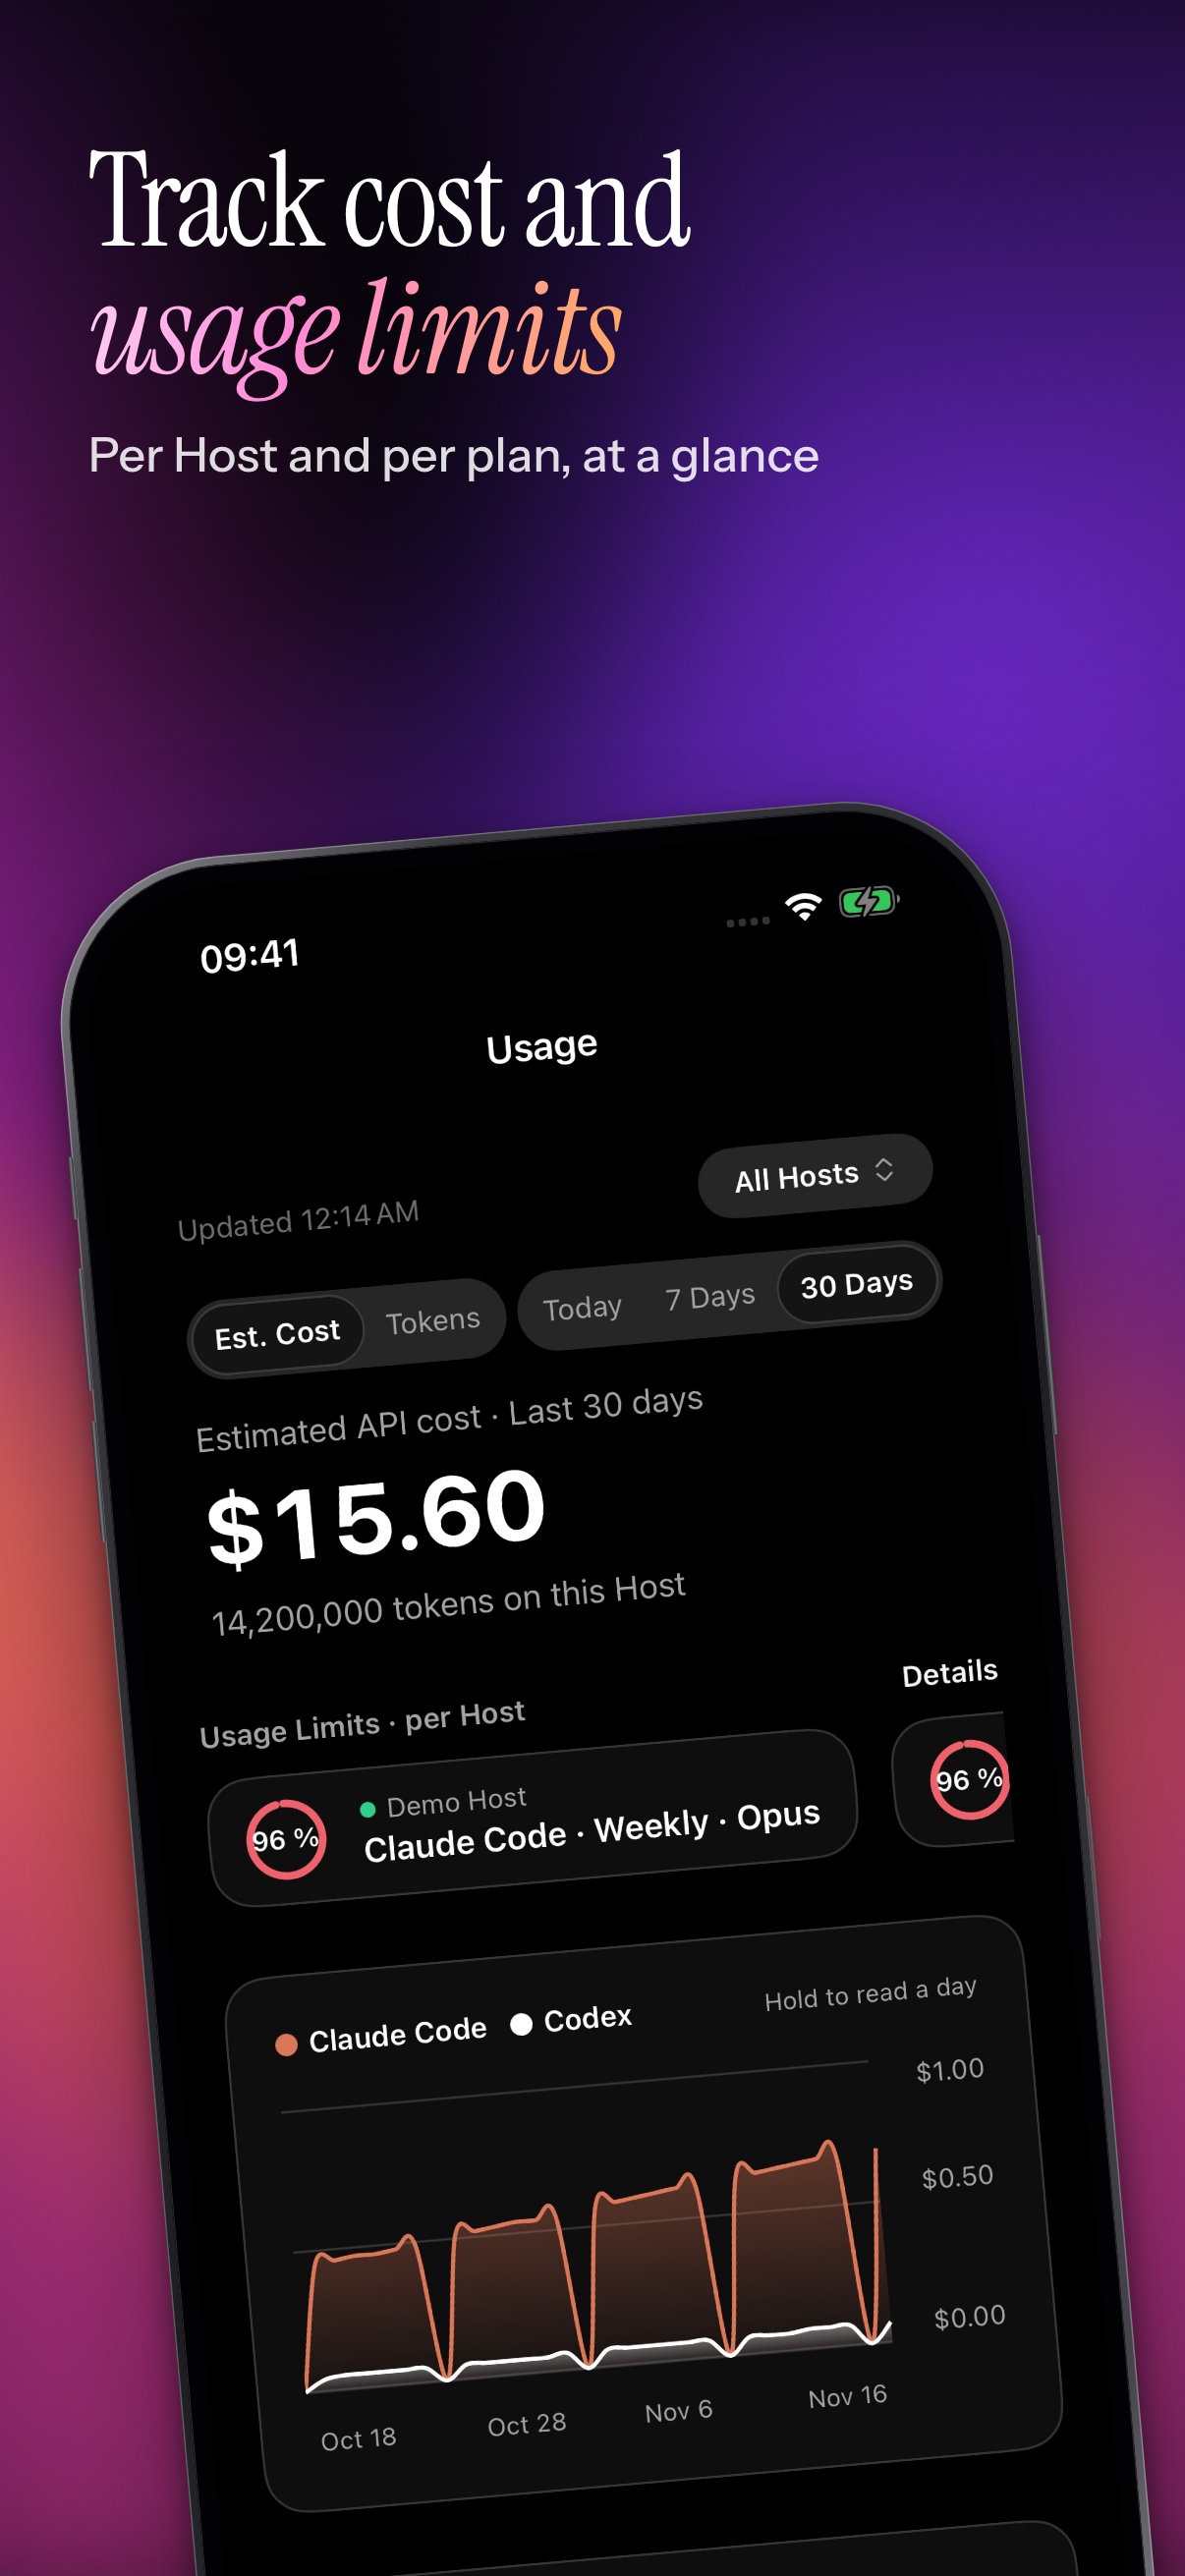 Track cost and
usage limits
Per Host and per plan, at a glance
09:41
Usage
All Hosts
Updated 12:14 AM
Est. Cost Tokens Today 7 Days 30 Days
Estimated API cost · Last 30 days
$15.60
14,200,000 tokens on this Host
Usage Limits · per Host Details
96 % Demo Host
Claude Code · Weekly · Opus
96 %
Claude Code Codex Hold to read a day
$1.00
$0.50
$0.00
Oct 18 Oct 28 Nov 6 Nov 16